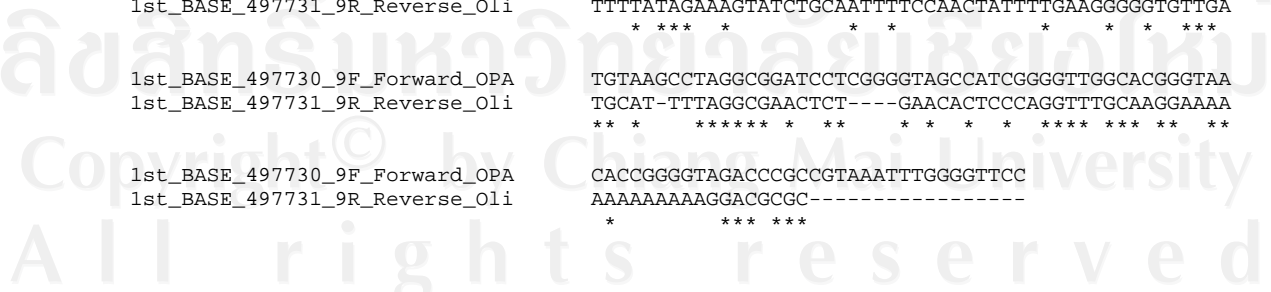 1st_BASE_497731_9R_Reverse_Oli TTTTATAGAAAGTATCTGCAATTTTCCAACTATTTTGAAGGGGGTGTTGA
* *** * * * * * * ***
ลิขสิทธิ์มหาวิทยาลัยเชียงใหม่
1st_BASE_497730_9F_Forward_OPA TGTAAGCCTAGGCGGATCCTCGGGGTAGCCATCGGGGTTGGCACGGGTAA
1st_BASE_497731_9R_Reverse_Oli TGCAT-TTTAGGCGAACTCT----GAACACTCCCAGGTTTGCAAGGAAAA
** * ****** * ** * * * * **** *** ** **
Copyright© by Chiang Mai University
1st_BASE_497730_9F_Forward_OPA CACCGGGGTAGACCCGCCGTAAATTTGGGGTTCC
1st_BASE_497731_9R_Reverse_Oli AAAAAAAAAAGGACGCGC-----------------
* *** ***
All rights reserved